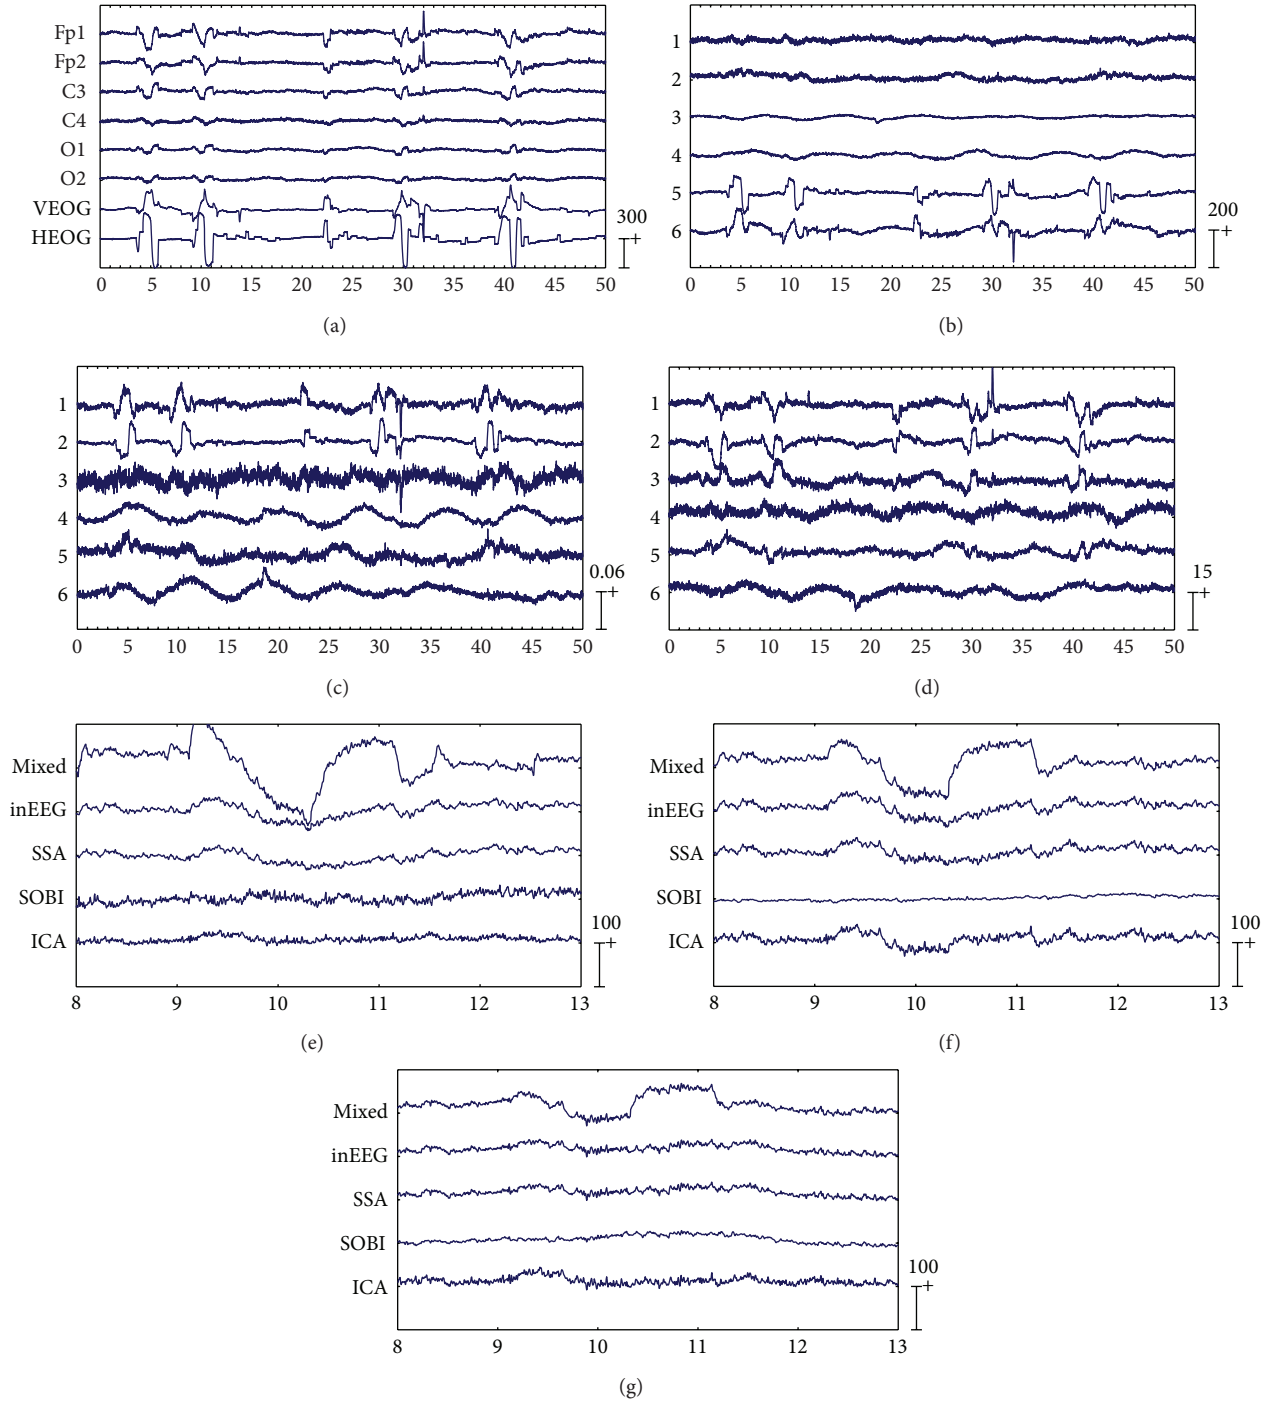 Fp1
Fp2
C3
C4
O1
O2
VEOG
HEOG
300
+
0 5 10 15 20 25 30 35 40 45 50
(a)
1
2
3
4
5
6
200
+
0 5 10 15 20 25 30 35 40 45 50
(b)
1
2
3
4
5
6
0.06
+
0 5 10 15 20 25 30 35 40 45 50
(c)
1
2
3
4
5
6
15
+
0 5 10 15 20 25 30 35 40 45 50
(d)
Mixed
inEEG
SSA
SOBI
ICA
100
+
8 9 10 11 12 13
(e)
Mixed
inEEG
SSA
SOBI
ICA
100
+
8 9 10 11 12 13
(f)
Mixed
inEEG
SSA
SOBI
ICA
100
+
8 9 10 11 12 13
(g)